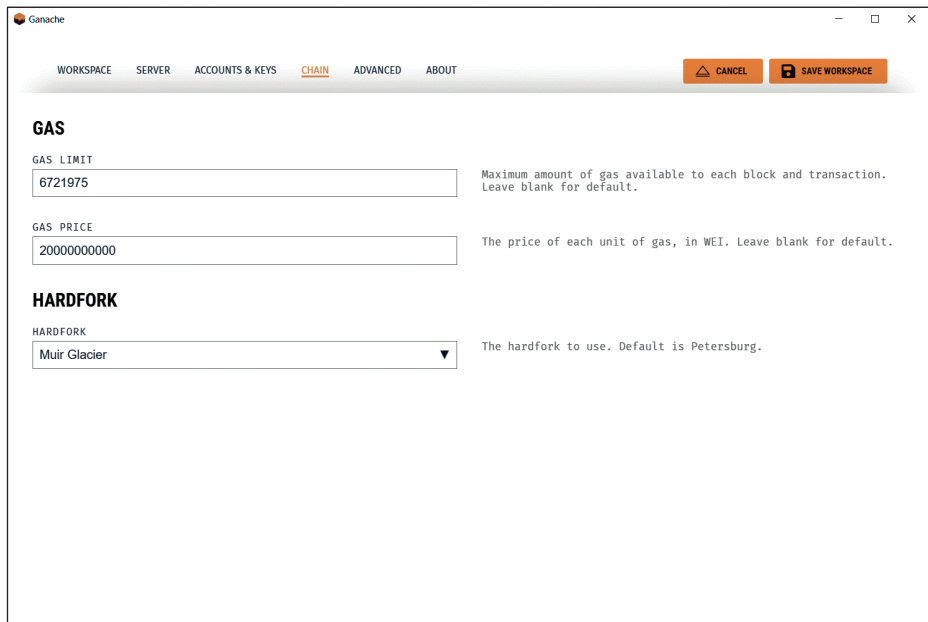 Ganache
WORKSPACE SERVER ACCOUNTS & KEYS CHAIN ADVANCED ABOUT CANCEL SAVE WORKSPACE
GAS
GAS LIMIT
6721975
Maximum amount of gas available to each block and transaction.
Leave blank for default.
GAS PRICE
20000000000
The price of each unit of gas, in WEI. Leave blank for default.
HARDFORK
HARDFORK
Muir Glacier
The hardfork to use. Default is Petersburg.